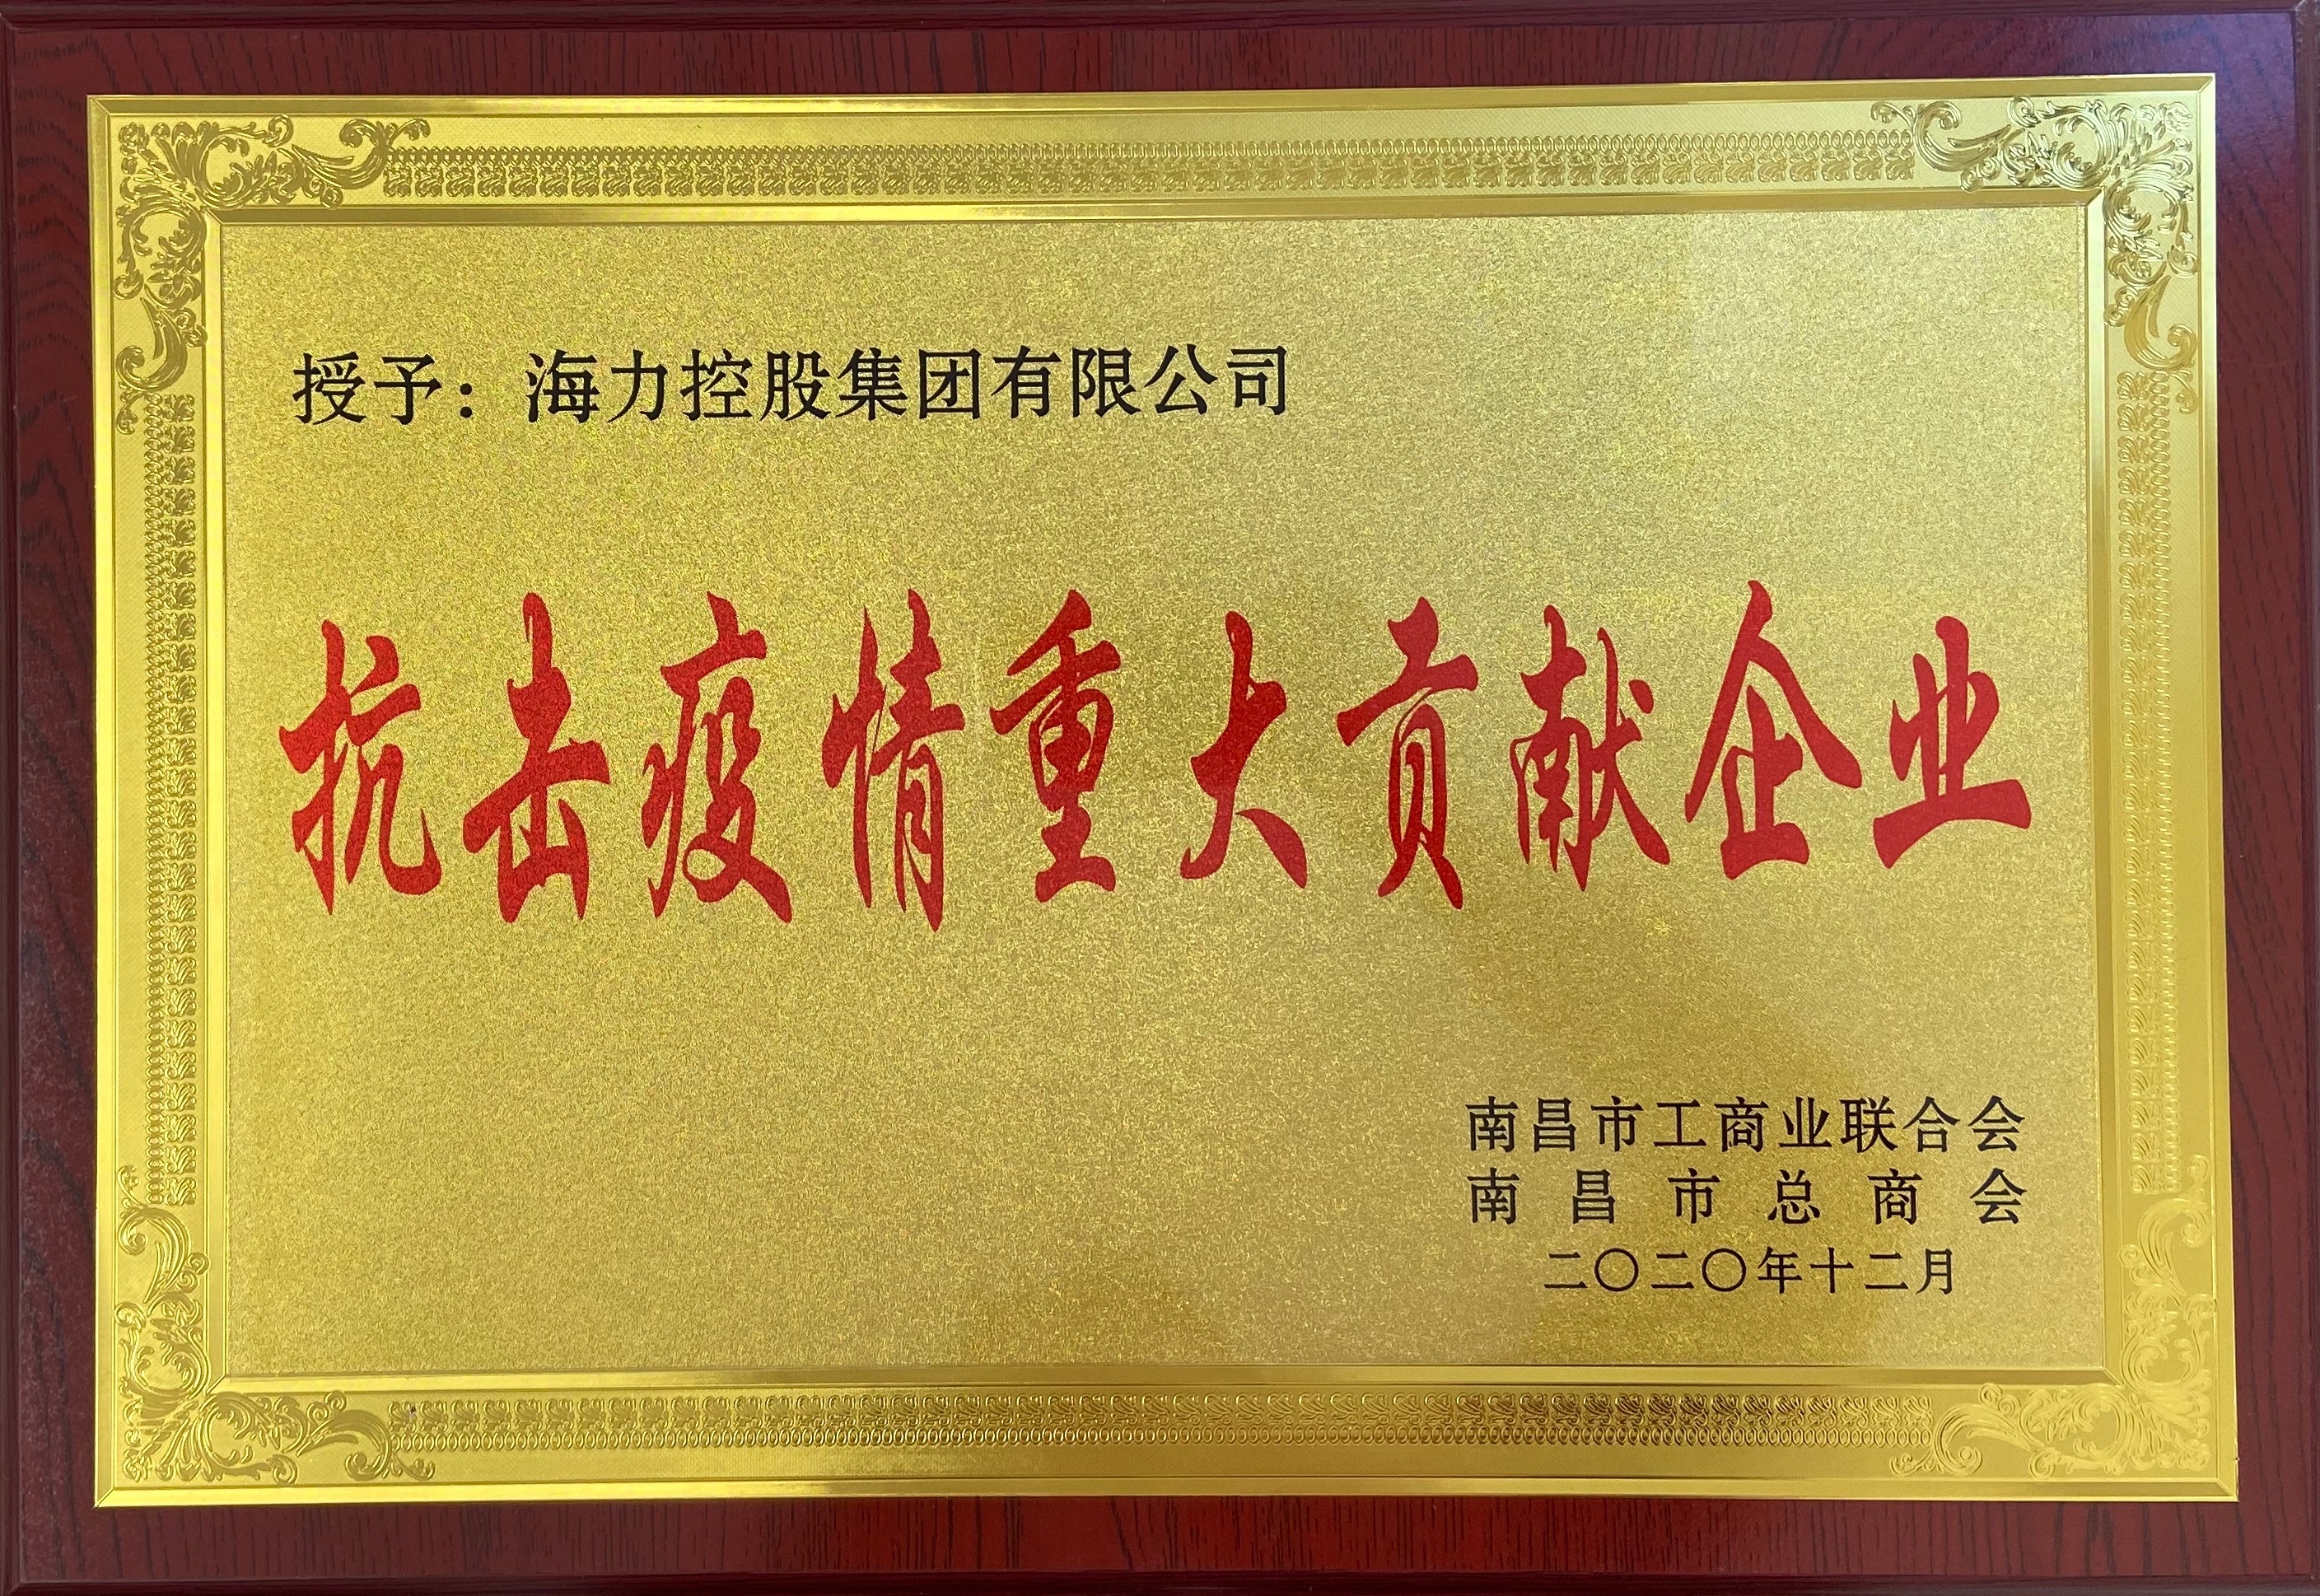 授予：海力控股集团有限公司
抗击疫情重大贡献企业
南昌市工商业联合会
南昌市总商会
二〇二〇年十二月